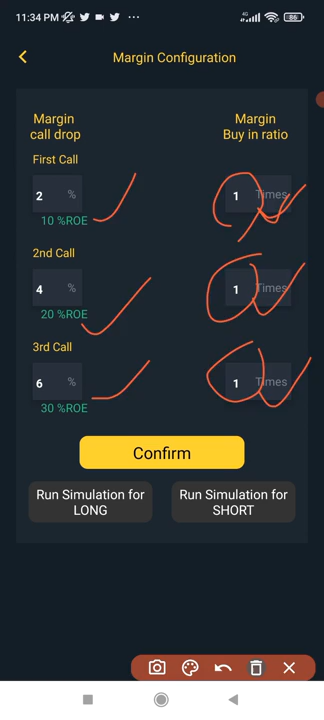 11:34 PM
4G
86
Margin Configuration
Margin
call drop
Margin
Buy in ratio
First Call
2 %
1 Times
10 %ROE
2nd Call
4 %
1 Times
20 %ROE
3rd Call
6 %
1 Times
30 %ROE
Confirm
Run Simulation for
LONG
Run Simulation for
SHORT